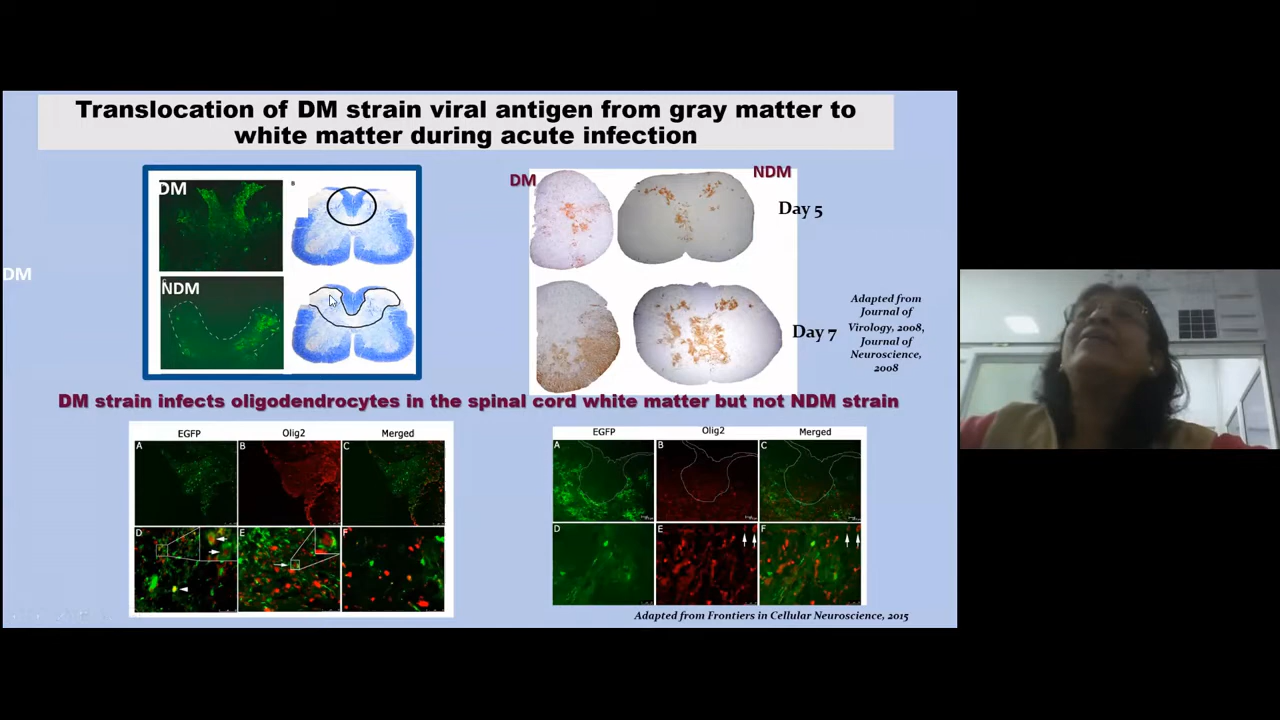 Translocation of DM strain viral antigen from gray matter to
white matter during acute infection
DM
B
NDM
DM
DM
NDM
Day 5
Day 7
Adapted from
Journal of
Virology, 2008,
Journal of
Neuroscience,
2008
DM strain infects oligodendrocytes in the spinal cord white matter but not NDM strain
EGFP Olig2 Merged
A B C
D E F
EGFP Olig2 Merged
A B C
D E F
Adapted from Frontiers in Cellular Neuroscience, 2015